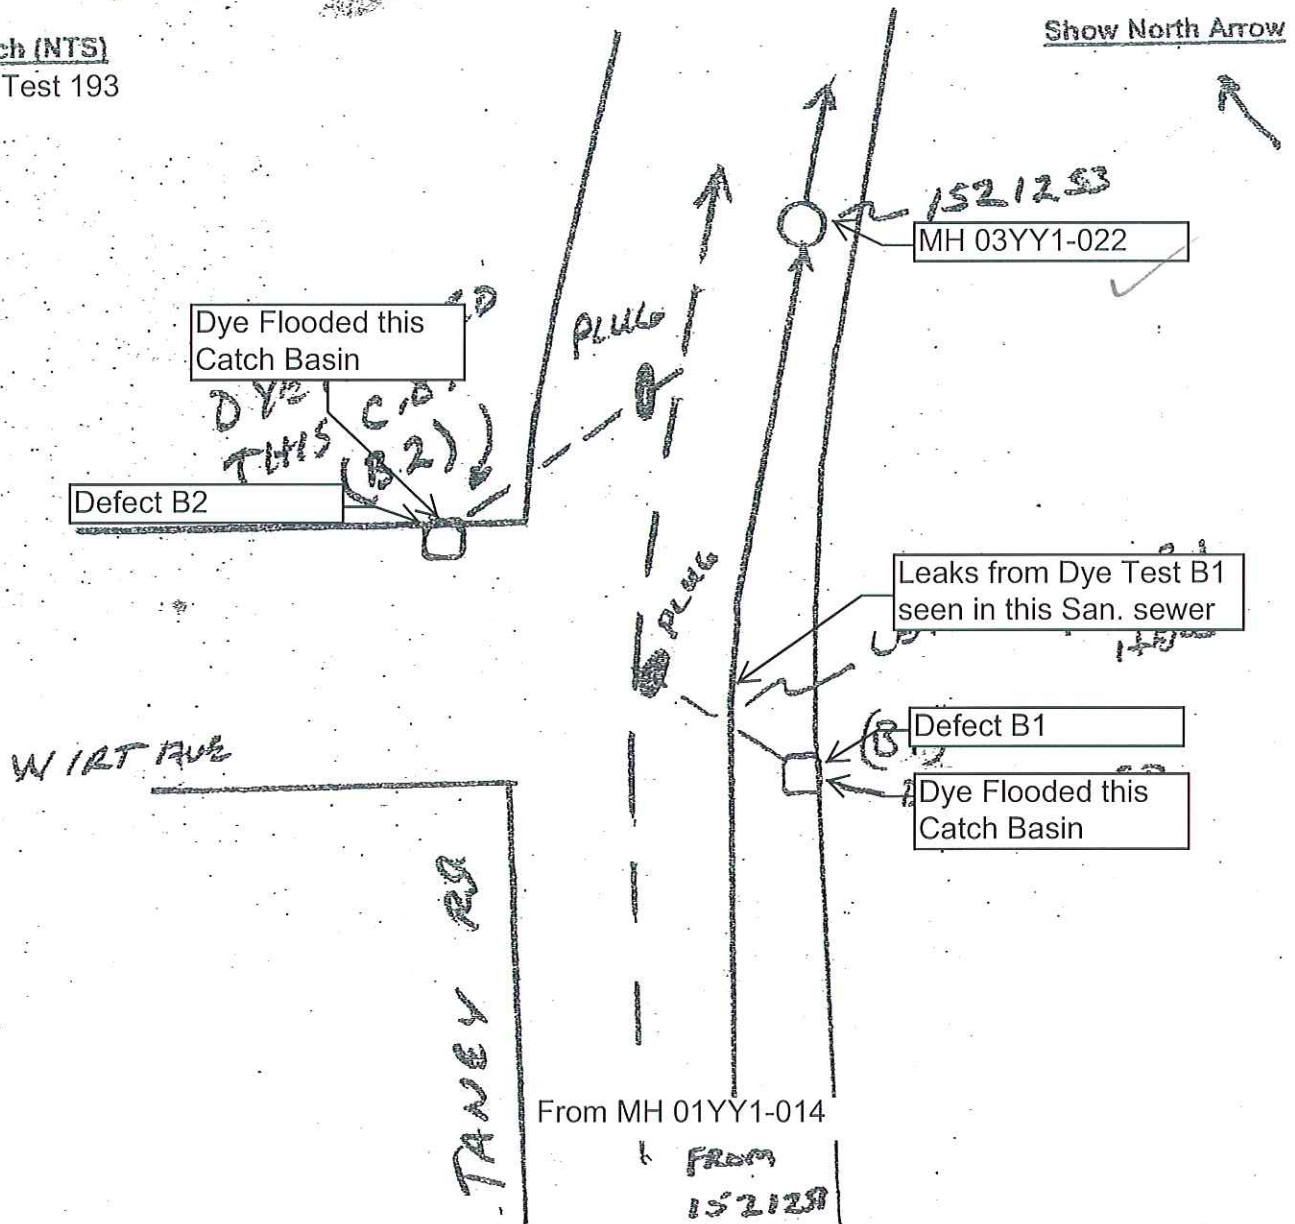 ch (NTS)
Test 193
Show North Arrow
1521253
MH 03YY1-022
Dye Flooded this
Catch Basin
PLUG
DYE C.B.
THIS (B 2)
Defect B2
PLUG
Leaks from Dye Test B1
seen in this San. sewer
WIRT AVE
Defect B1
Dye Flooded this
Catch Basin
TANEY RD
From MH 01YY1-014
FROM